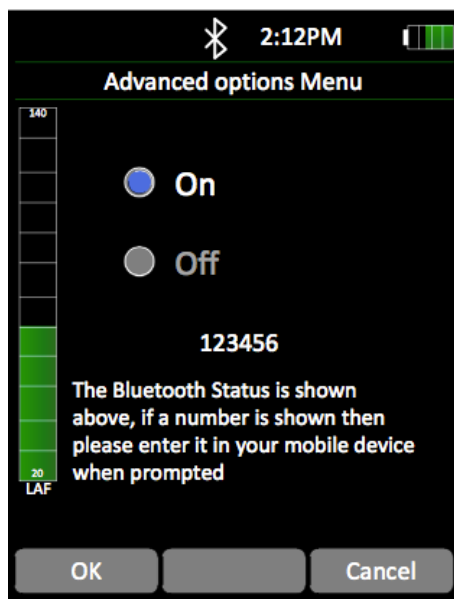 2:12PM
Advanced options Menu
140
On
Off
123456
The Bluetooth Status is shown
above, if a number is shown then
please enter it in your mobile device
when prompted
20
LAF
OK
Cancel